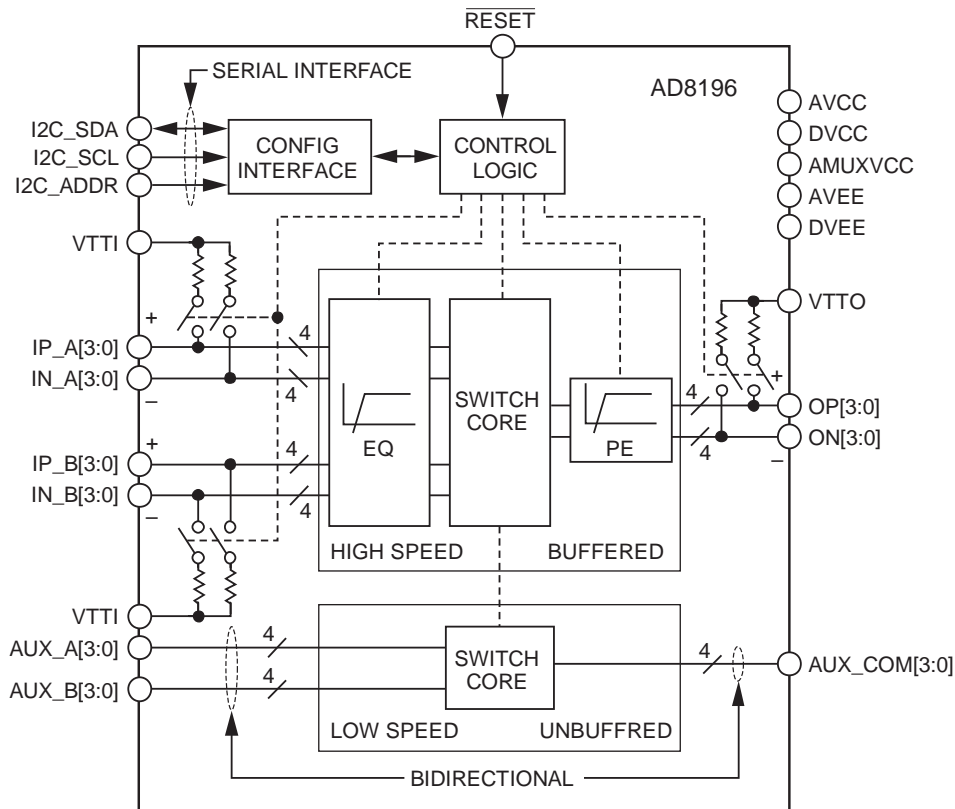 RESET
SERIAL INTERFACE
AD8196
AVCC
DVCC
AMUXVCC
AVEE
DVEE
I2C_SDA
I2C_SCL
I2C_ADDR
CONFIG
INTERFACE
CONTROL
LOGIC
VTTI
VTTO
+
IP_A[3:0]
4
IN_A[3:0]
4
–
+
IP_B[3:0]
4
IN_B[3:0]
4
–
EQ
SWITCH
CORE
PE
4
4
+
OP[3:0]
ON[3:0]
–
HIGH SPEED
BUFFERED
VTTI
AUX_A[3:0]
4
AUX_B[3:0]
4
SWITCH
CORE
4
AUX_COM[3:0]
LOW SPEED
UNBUFFRED
BIDIRECTIONAL